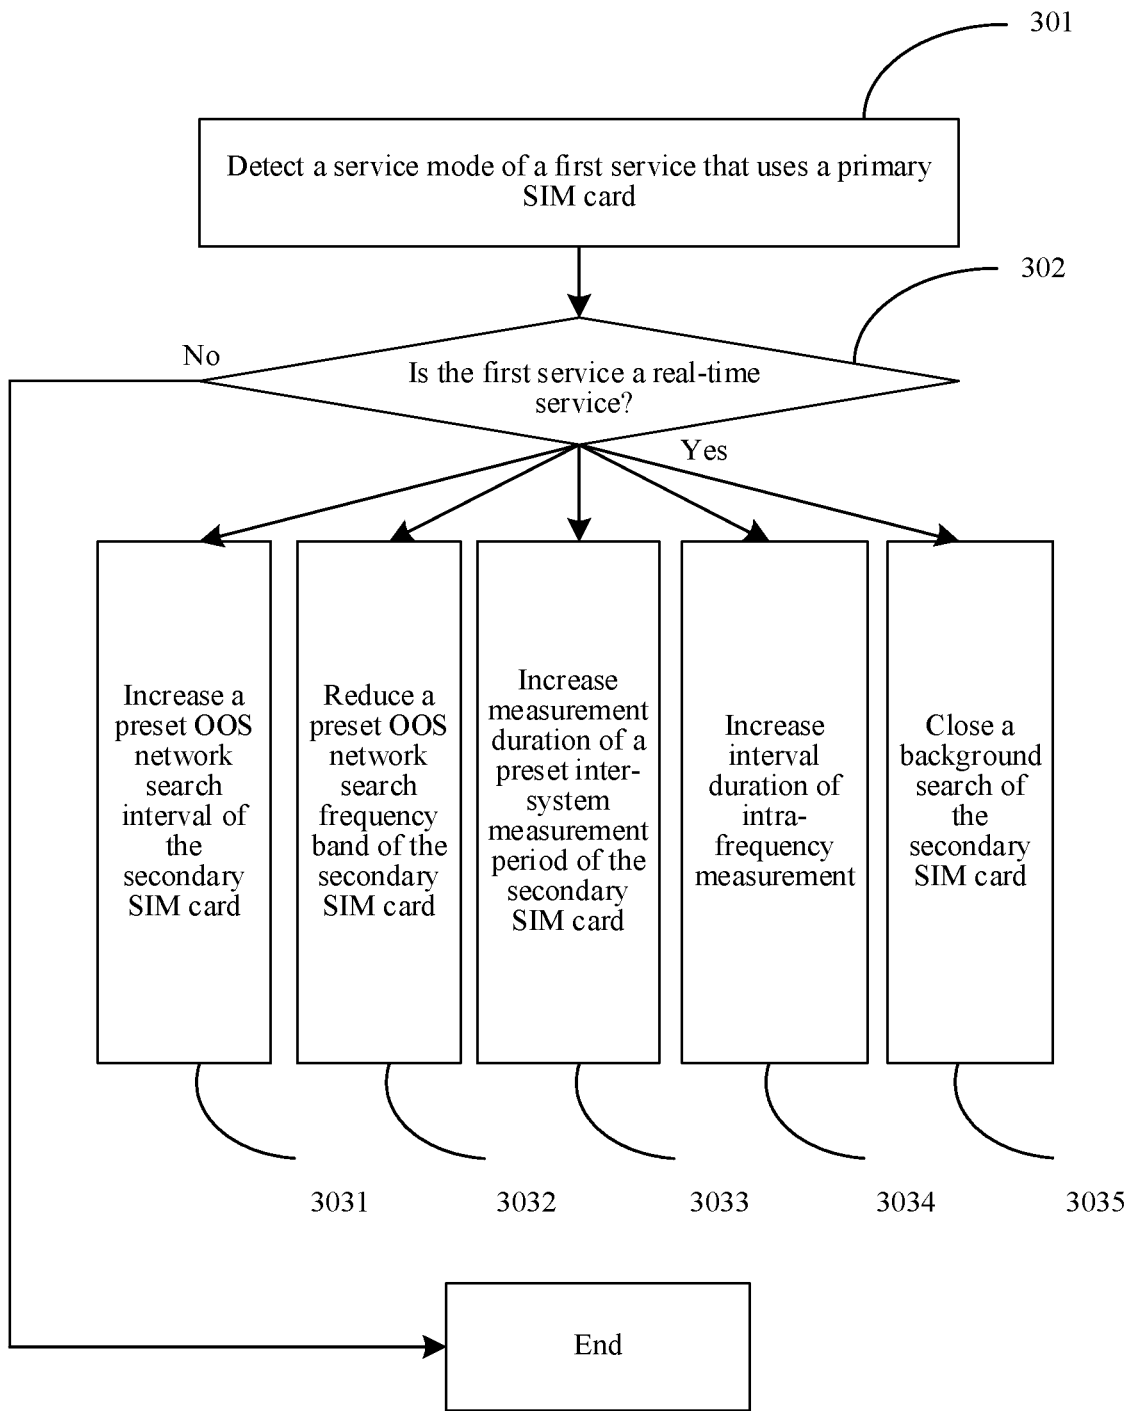 301
Detect a service mode of a first service that uses a primary
SIM card
302
No
Is the first service a real-time
service?
Yes
Increase a
preset OOS
network
search
interval of
the
secondary
SIM card
Reduce a
preset OOS
network
search
frequency
band of the
secondary
SIM card
Increase
measurement
duration of a
preset inter-
system
measurement
period of the
secondary
SIM card
Increase
interval
duration of
intra-
frequency
measurement
Close a
background
search of
the
secondary
SIM card
3031
3032
3033
3034
3035
End